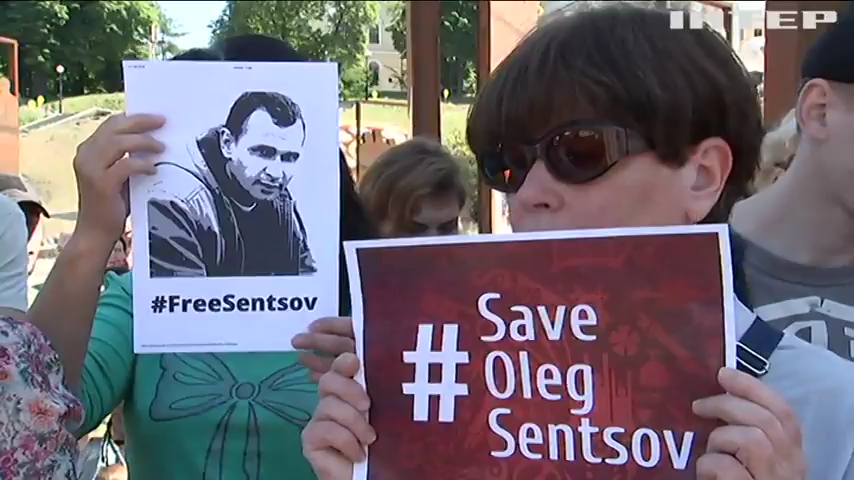 ІНТЕР
#FreeSentsov
#Save
Oleg
Sentsov